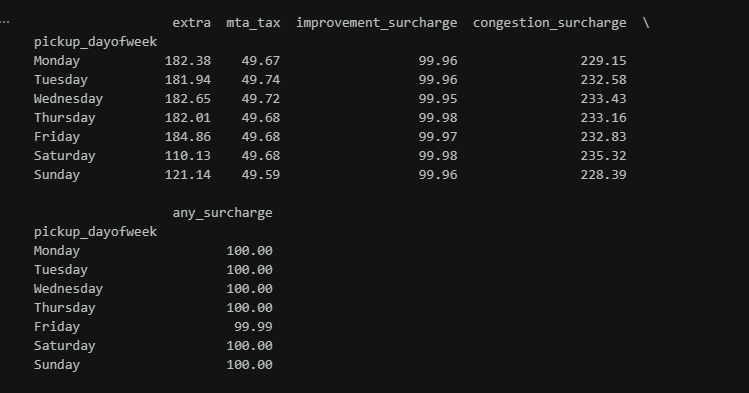 ...
extra mta_tax improvement_surcharge congestion_surcharge \
pickup_dayofweek
Monday 182.38 49.67 99.96 229.15
Tuesday 181.94 49.74 99.96 232.58
Wednesday 182.65 49.72 99.95 233.43
Thursday 182.01 49.68 99.98 233.16
Friday 184.86 49.68 99.97 232.83
Saturday 110.13 49.68 99.98 235.32
Sunday 121.14 49.59 99.96 228.39
any_surcharge
pickup_dayofweek
Monday 100.00
Tuesday 100.00
Wednesday 100.00
Thursday 100.00
Friday 99.99
Saturday 100.00
Sunday 100.00